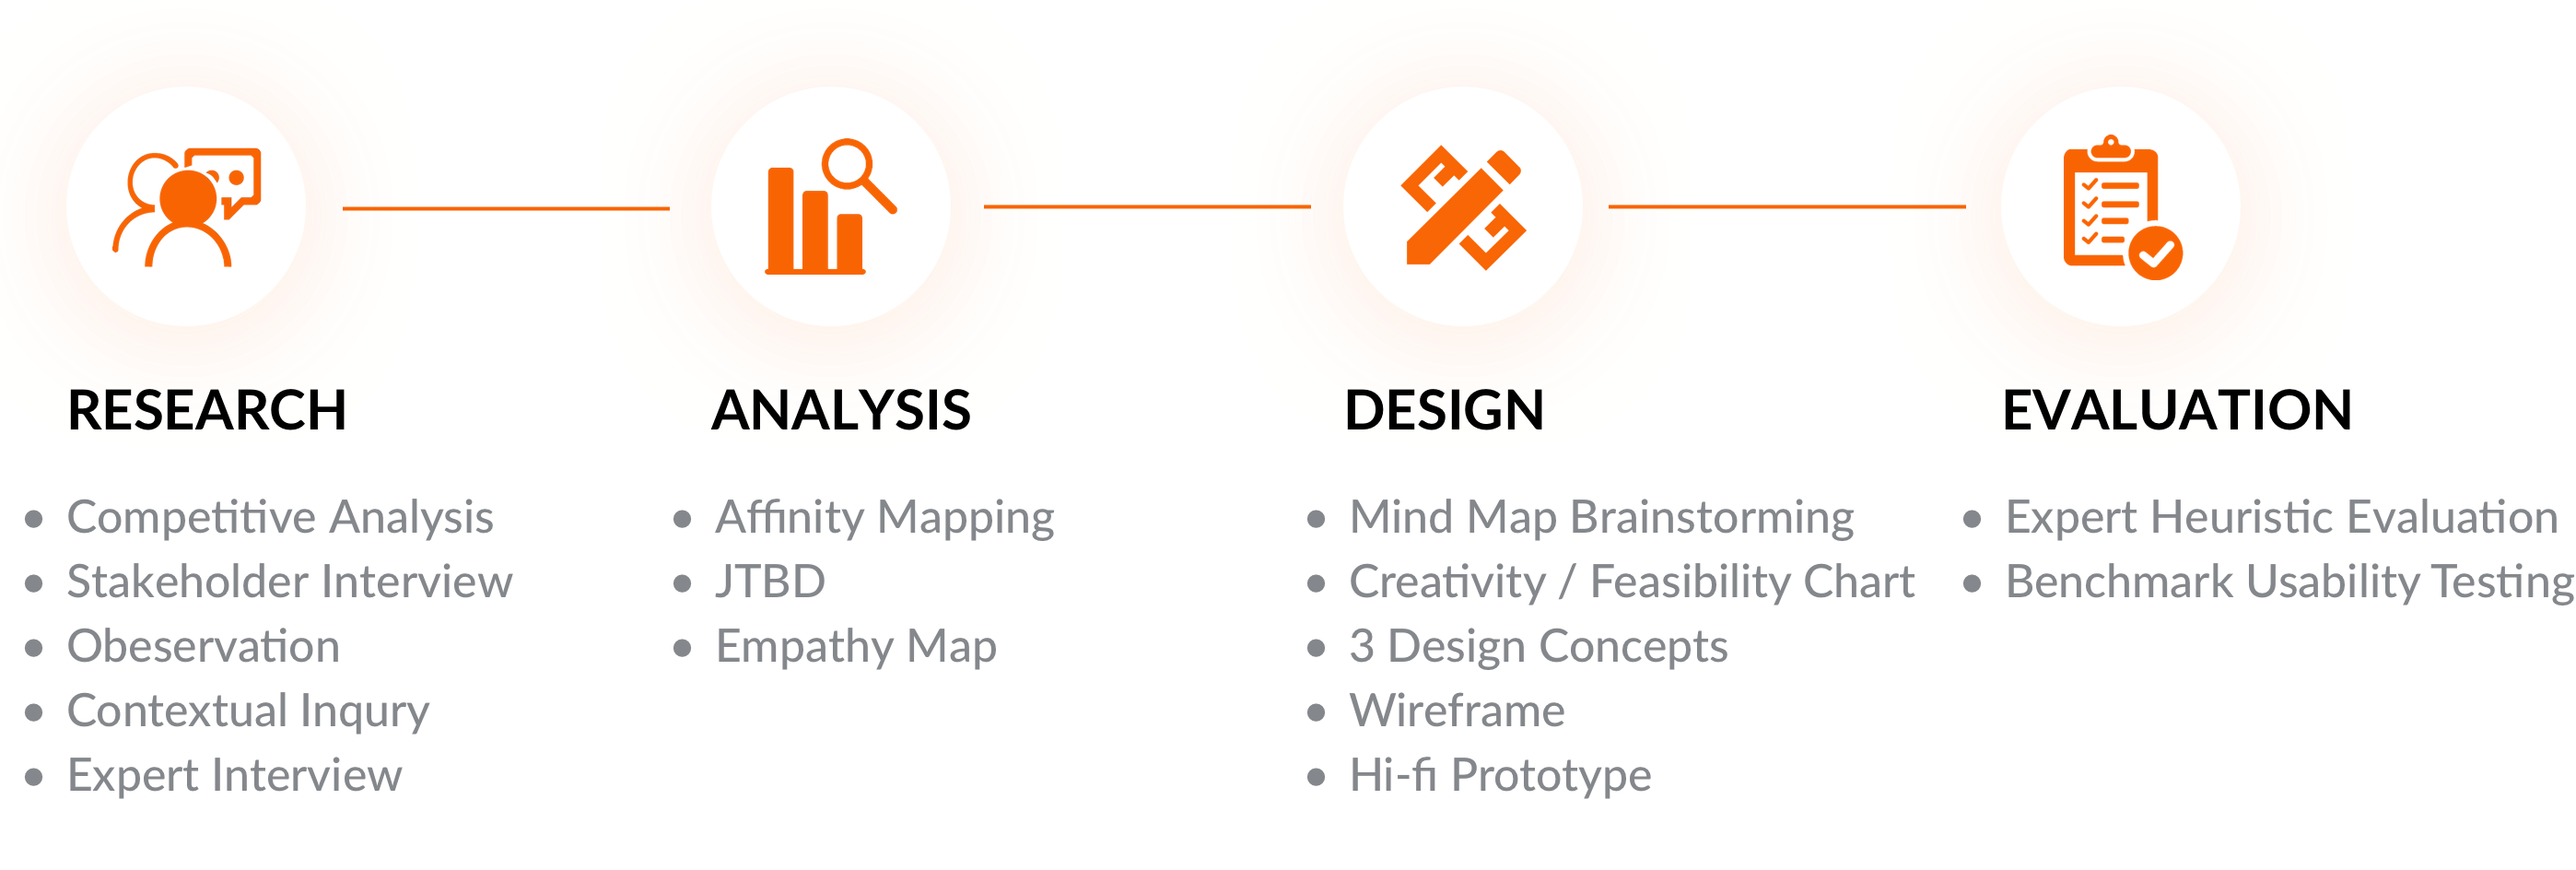 RESEARCH
• Competitive Analysis
• Stakeholder Interview
• Obeservation
• Contextual Inqury
• Expert Interview
ANALYSIS
• Affinity Mapping
• JTBD
• Empathy Map
DESIGN
• Mind Map Brainstorming
• Creativity / Feasibility Chart
• 3 Design Concepts
• Wireframe
• Hi-fi Prototype
EVALUATION
• Expert Heuristic Evaluation
• Benchmark Usability Testing